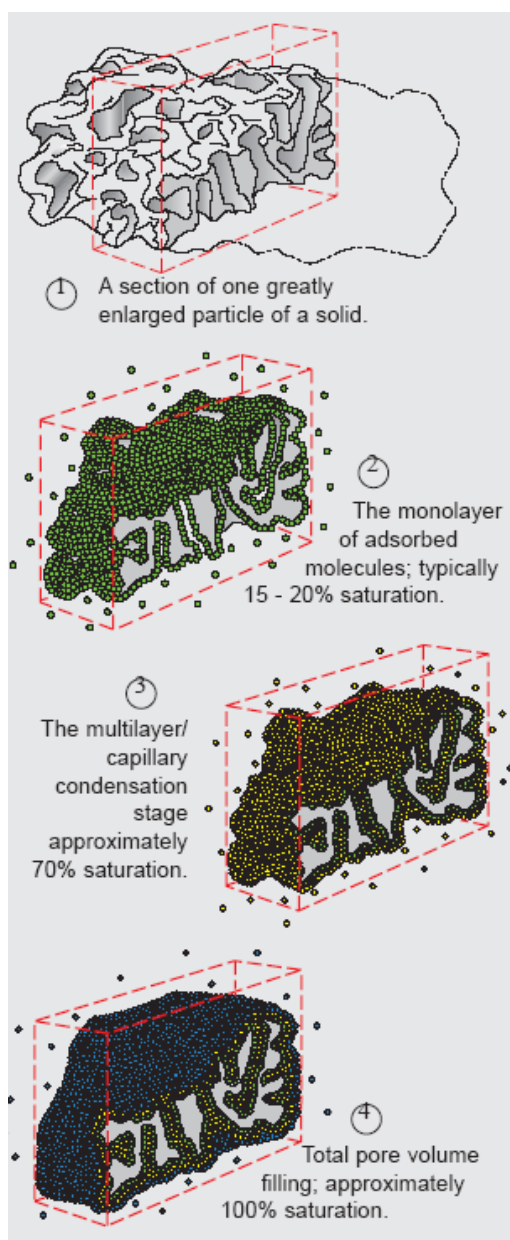 1
A section of one greatly
enlarged particle of a solid.
2
The monolayer
of adsorbed
molecules; typically
15 - 20% saturation.
3
The multilayer/
capillary
condensation
stage
approximately
70% saturation.
4
Total pore volume
filling; approximately
100% saturation.